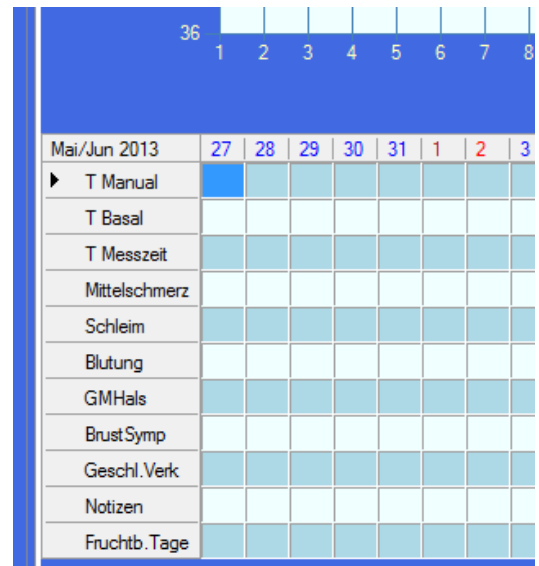 36
1 2 3 4 5 6 7 8
Mai/Jun 2013 27 28 29 30 31 1 2 3
T Manual
T Basal
T Messzeit
Mittelschmerz
Schleim
Blutung
GMHals
BrustSymp
Geschl.Verk
Notizen
Fruchtb.Tage